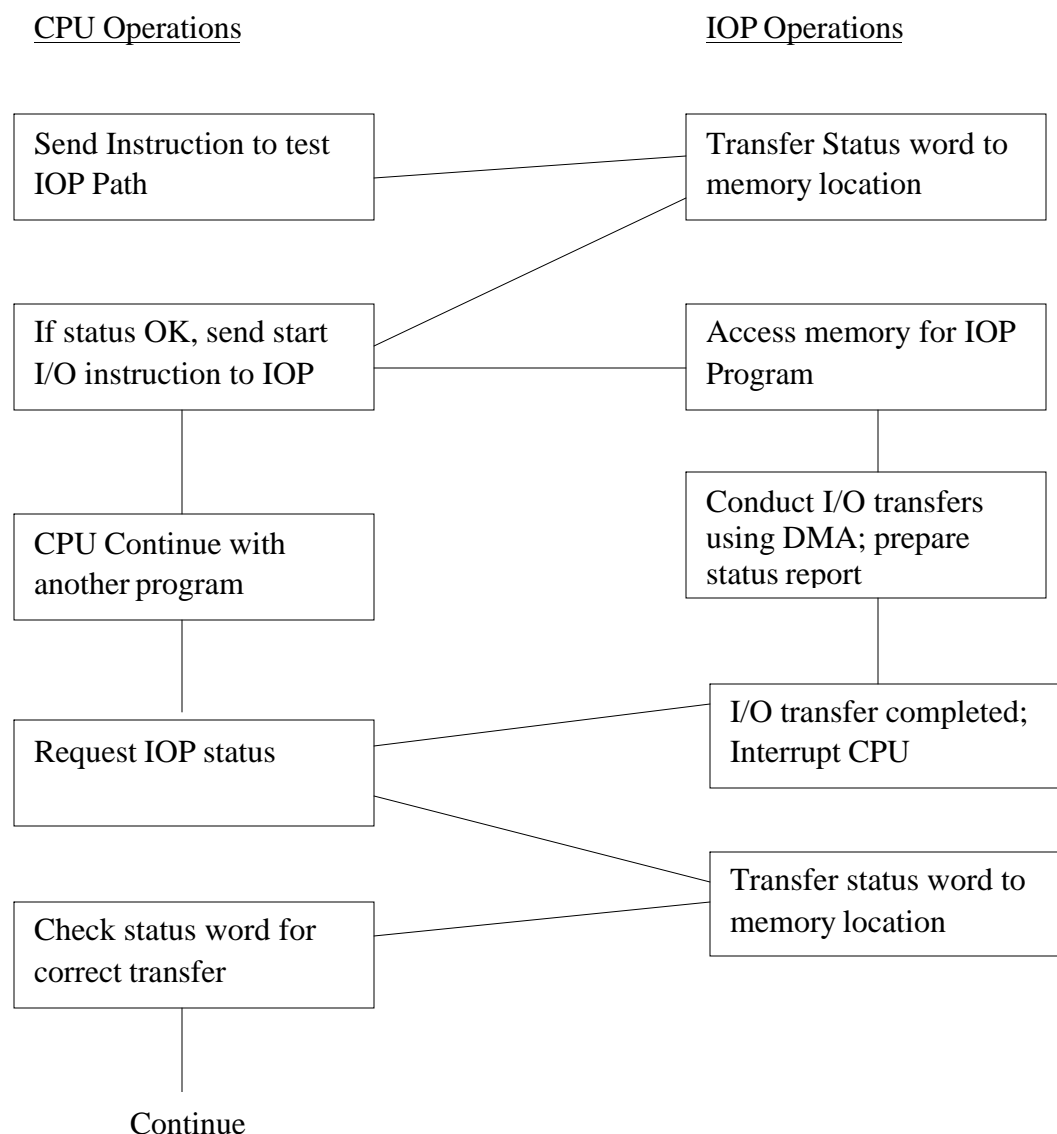 CPU Operations
IOP Operations
Send Instruction to test
IOP Path
Transfer Status word to
memory location
If status OK, send start
I/O instruction to IOP
Access memory for IOP
Program
CPU Continue with
another program
Conduct I/O transfers
using DMA; prepare
status report
Request IOP status
I/O transfer completed;
Interrupt CPU
Transfer status word to
memory location
Check status word for
correct transfer
Continue